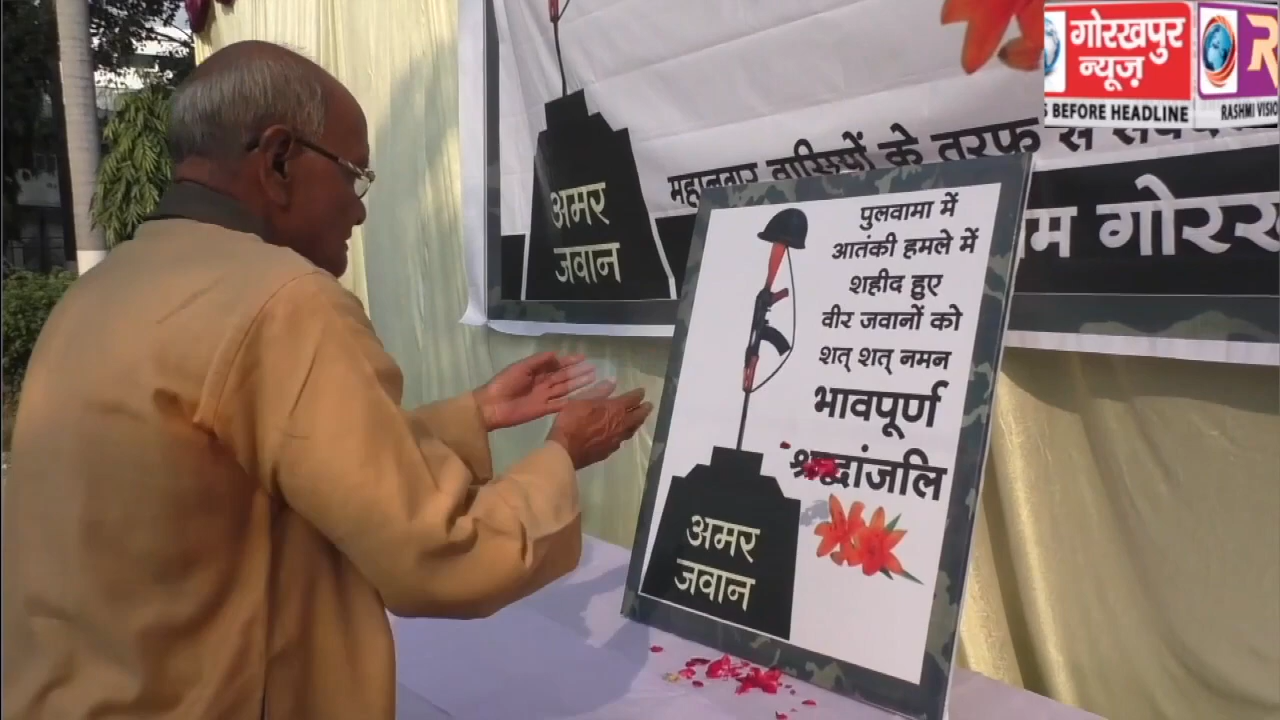 गोरखपुर
न्यूज़
BEFORE HEADLINE
R
RASHMI VISIO
वासियों के तरफ से
अमर
जवान
म गोरख
पुलवामा में
आतंकी हमले में
शहीद हुए
वीर जवानों को
शत् शत् नमन
भावपूर्ण
श्रद्धांजलि
अमर
जवान